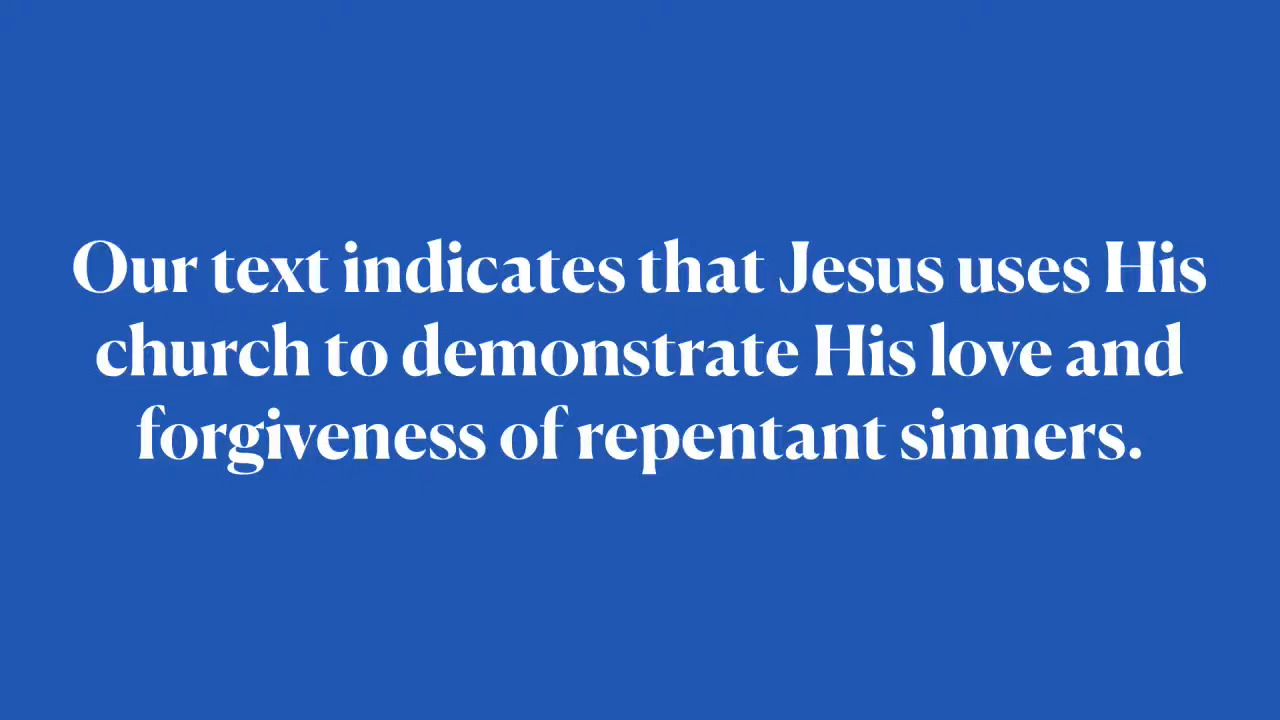 Our text indicates that Jesus uses His
church to demonstrate His love and
forgiveness of repentant sinners.